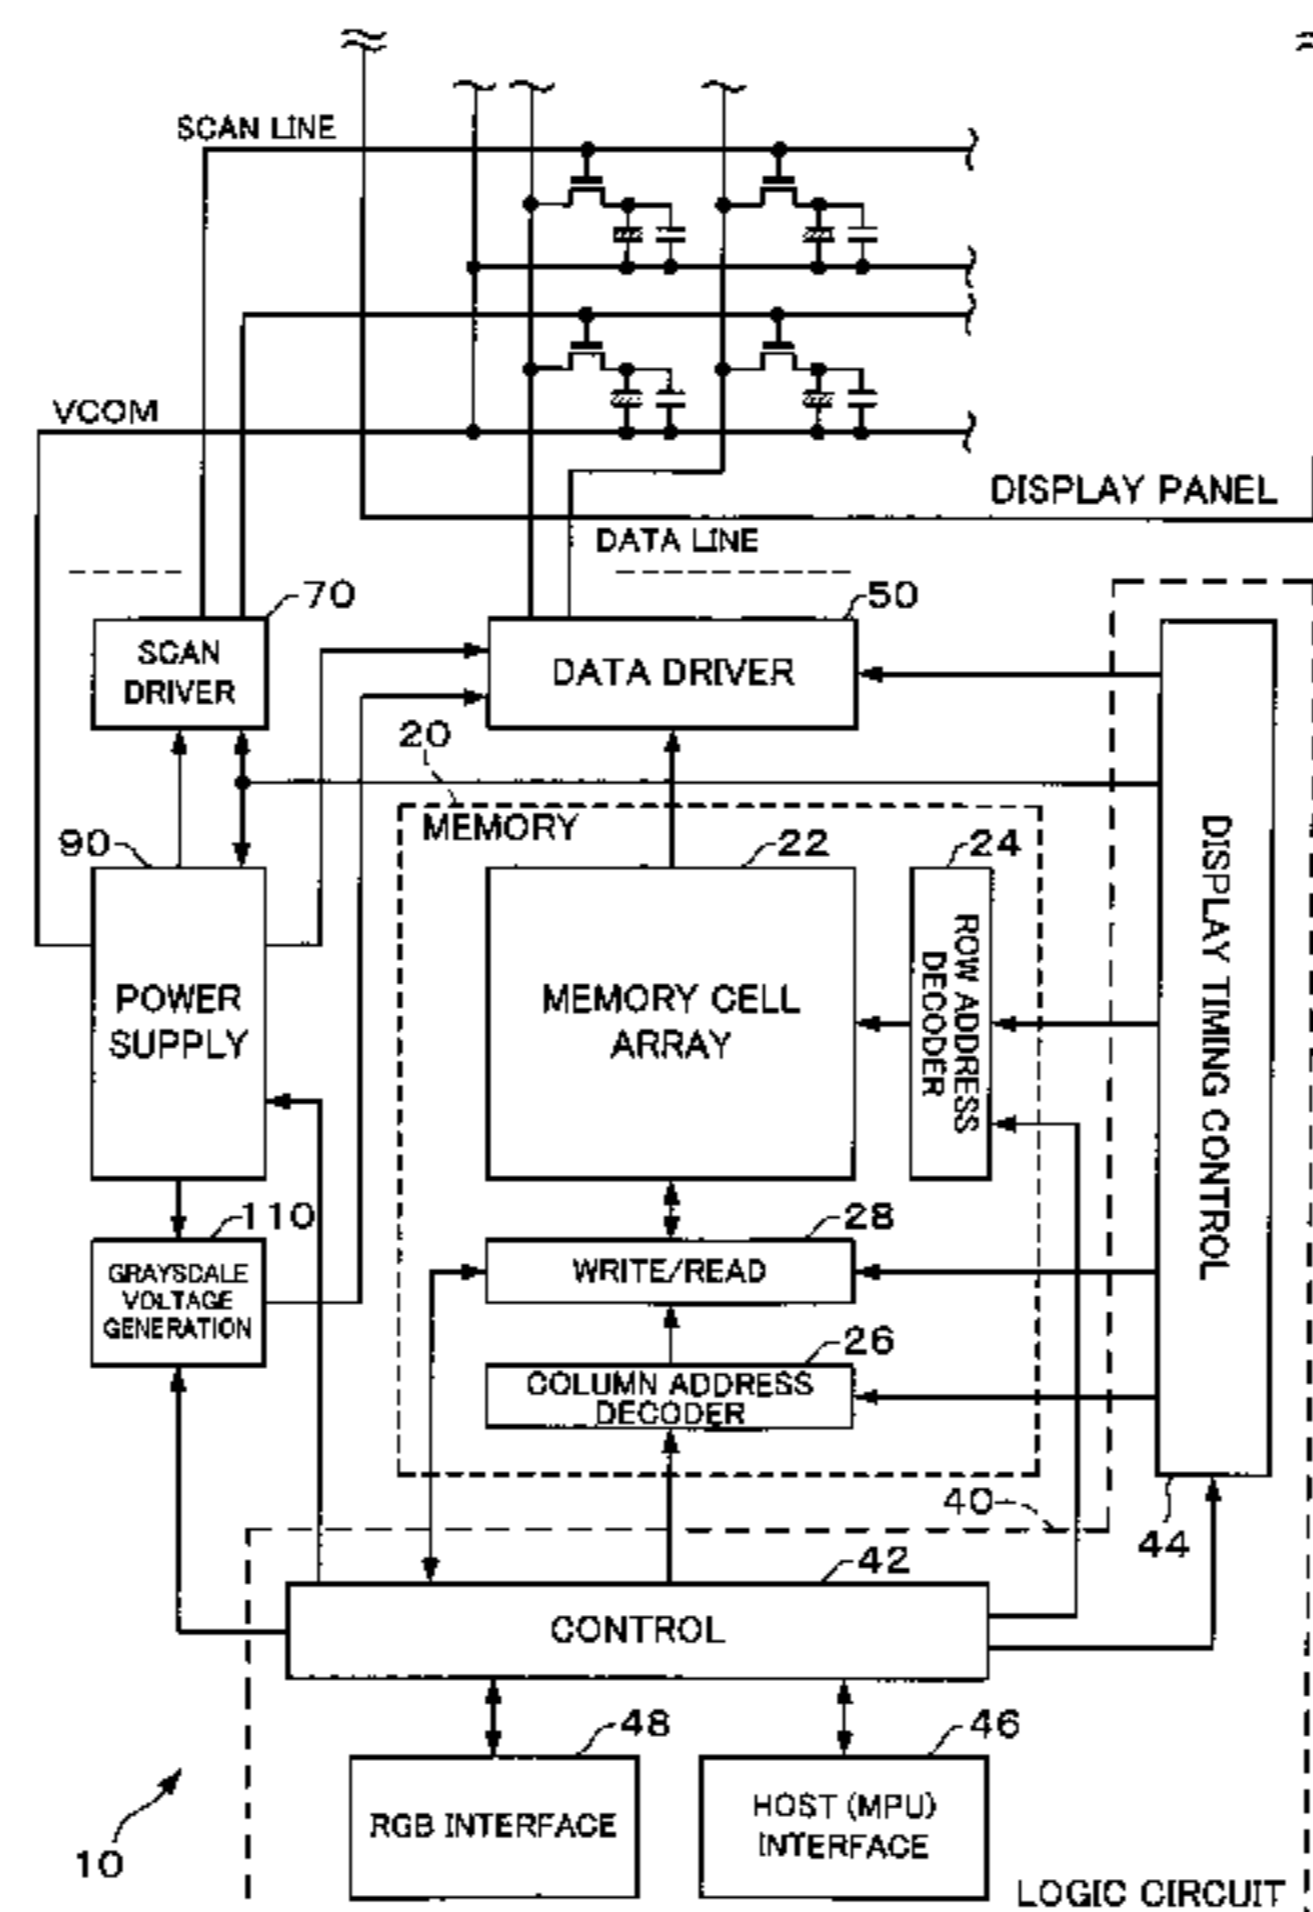 SCAN LINE
VCOM
DISPLAY PANEL
DATA LINE
70
50
SCAN
DRIVER
DATA DRIVER
20
MEMORY
90
22
24
POWER
SUPPLY
MEMORY CELL
ARRAY
ROW ADDRESS
DECODER
DISPLAY TIMING CONTROL
110
28
GRAYSCALE
VOLTAGE
GENERATION
WRITE/READ
26
COLUMN ADDRESS
DECODER
40
44
42
CONTROL
48
46
RGB INTERFACE
HOST (MPU)
INTERFACE
10
LOGIC CIRCUIT